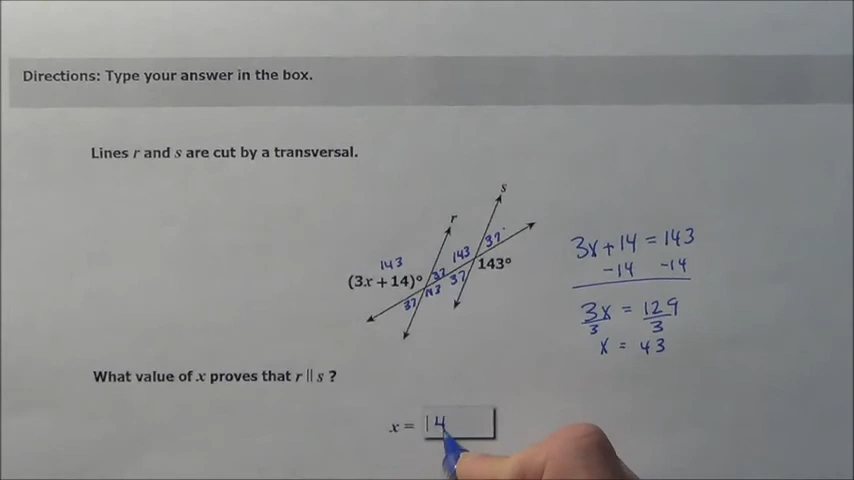 Directions: Type your answer in the box.
Lines r and s are cut by a transversal.
s
r
37°
143
143
37
143°
(3x + 14)°
37
37
143
3x + 14 = 143
-14 -14
3x = 129
3 3
x = 43
What value of x proves that r || s ?
x = 4